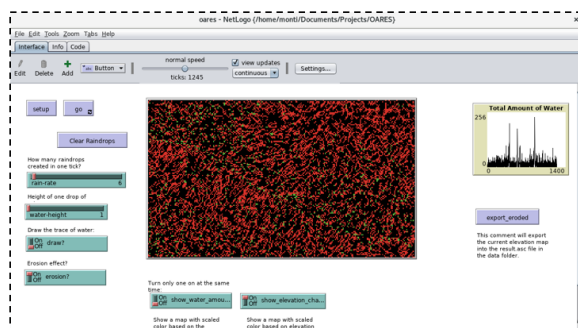 oares - NetLogo {/home/monti/Documents/Projects/OARES}
File Edit Tools Zoom Tabs Help
Interface Info Code
Edit Delete Add
abc Button
normal speed
ticks: 1245
view updates
continuous
Settings...
setup
go
Clear Raindrops
How many raindrops
created in one tick?
rain-rate 6
Height of one drop of
water-height 1
Draw the trace of water:
On
Off
draw?
Erosion effect?
On
Off
erosion?
Turn only one on at the same
time:
On
Off
show_water_amou...
On
Off
show_elevation_cha...
Show a map with scaled
color based on the
Show a map with scaled
color based on elevation
Total Amount of Water
256
0
0 1400
export_eroded
This comment will export
the current elevation map
into the result.asc file in
the data folder.